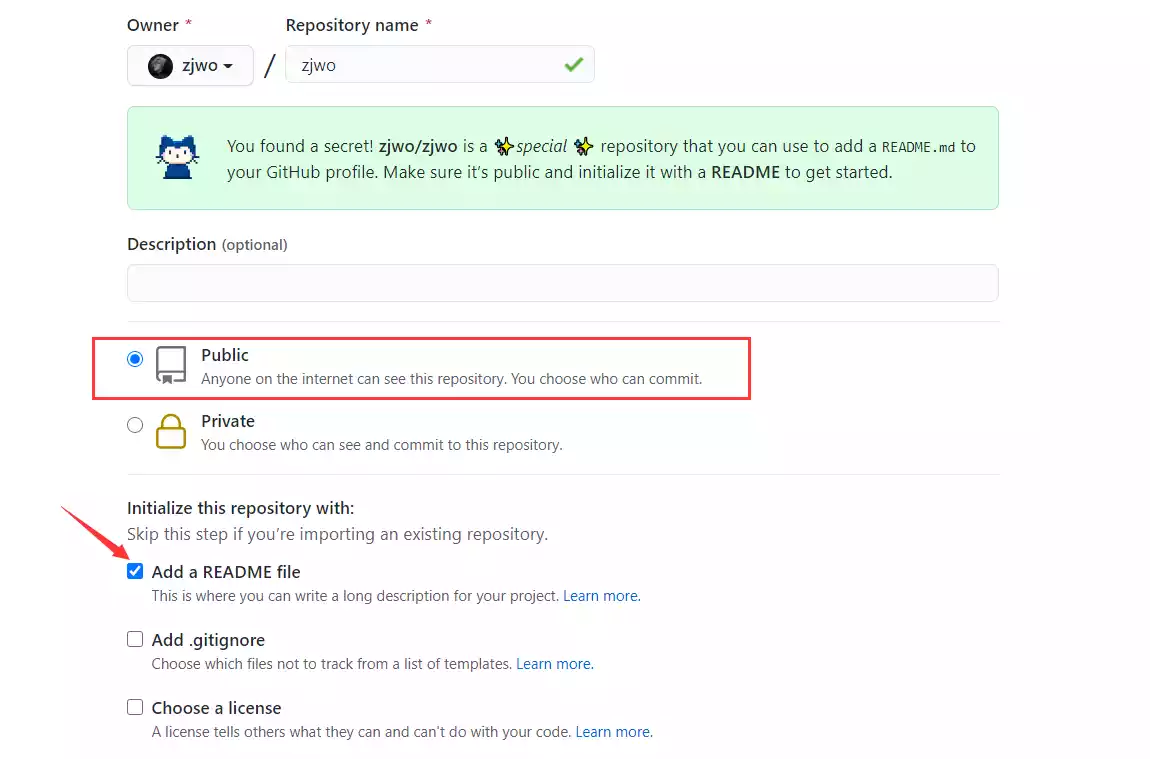 Owner * Repository name *
zjwo / zjwo
You found a secret! zjwo/zjwo is a ✨special ✨ repository that you can use to add a README.md to
your GitHub profile. Make sure it's public and initialize it with a README to get started.
Description (optional)
Public
Anyone on the internet can see this repository. You choose who can commit.
Private
You choose who can see and commit to this repository.
Initialize this repository with:
Skip this step if you're importing an existing repository.
Add a README file
This is where you can write a long description for your project. Learn more.
Add .gitignore
Choose which files not to track from a list of templates. Learn more.
Choose a license
A license tells others what they can and can't do with your code. Learn more.